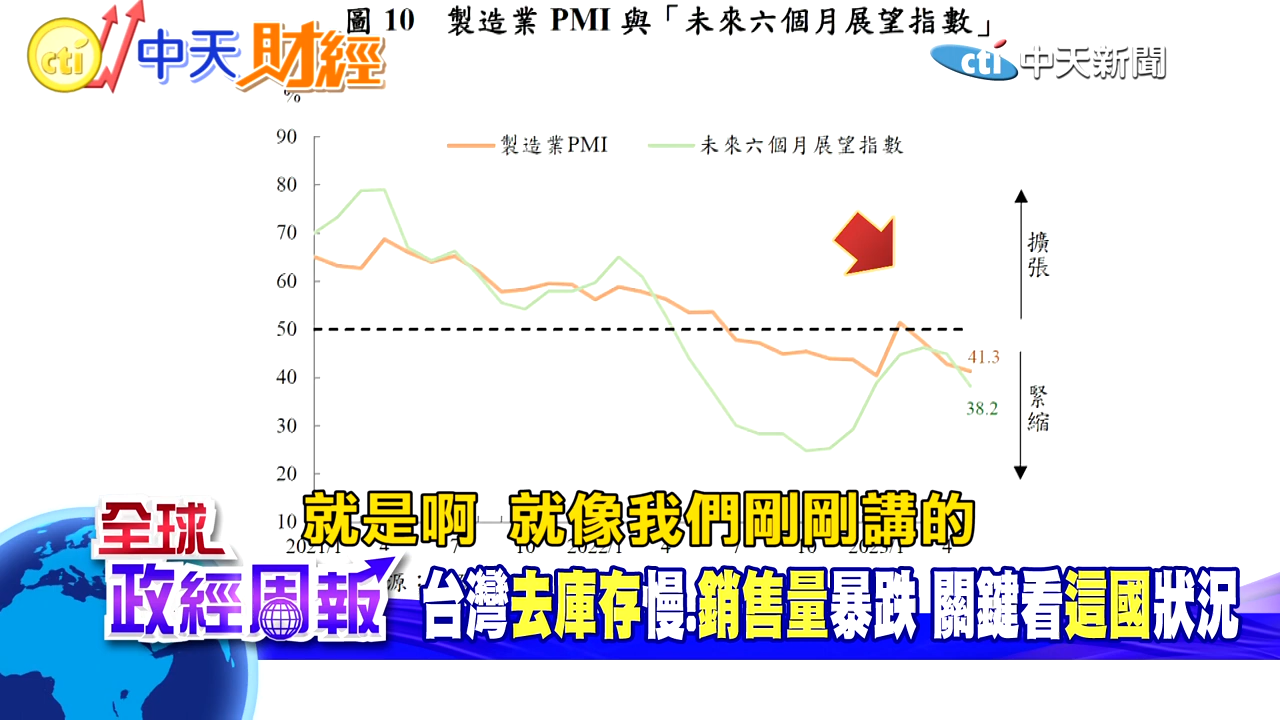 圖 10 製造業 PMI 與「未來六個月展望指數」
cti 中天財經
cti 中天新聞
%
製造業PMI
未來六個月展望指數
90
80
70
60
50
40
30
20
10
擴張
緊縮
41.3
38.2
2021/1 4 7 10 2022/1 4 7 10 2023/1 4
源：
就是啊 就像我們剛剛講的
全球
政經周報
台灣去庫存慢.銷售量暴跌 關鍵看這國狀況